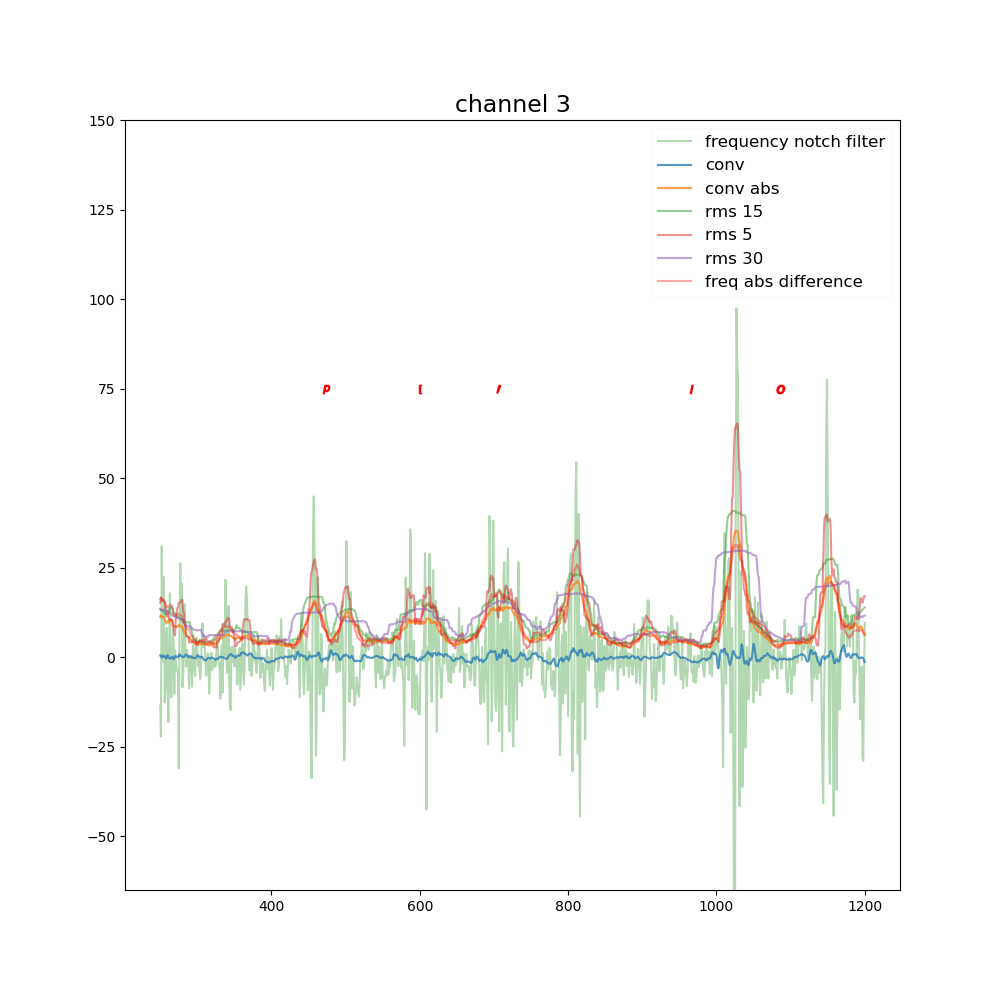 channel 3
150
125
100
75
50
25
0
−25
−50
frequency notch filter
conv
conv abs
rms 15
rms 5
rms 30
freq abs difference
p [ l l o
400 600 800 1000 1200